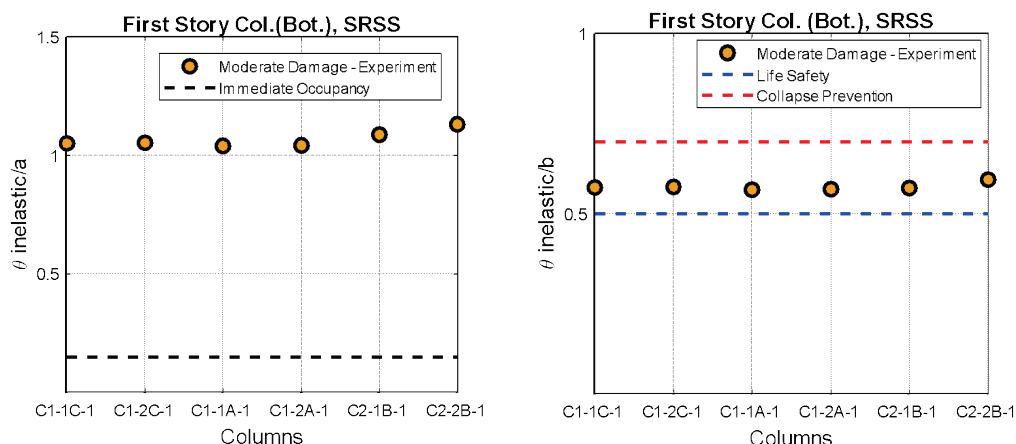 First Story Col.(Bot.), SRSS
1.5
Moderate Damage - Experiment
Immediate Occupancy
1
0.5
θ inelastic/a
C1-1C-1 C1-2C-1 C1-1A-1 C1-2A-1 C2-1B-1 C2-2B-1
Columns
First Story Col. (Bot.), SRSS
1
Moderate Damage - Experiment
Life Safety
Collapse Prevention
0.5
θ inelastic/b
C1-1C-1 C1-2C-1 C1-1A-1 C1-2A-1 C2-1B-1 C2-2B-1
Columns